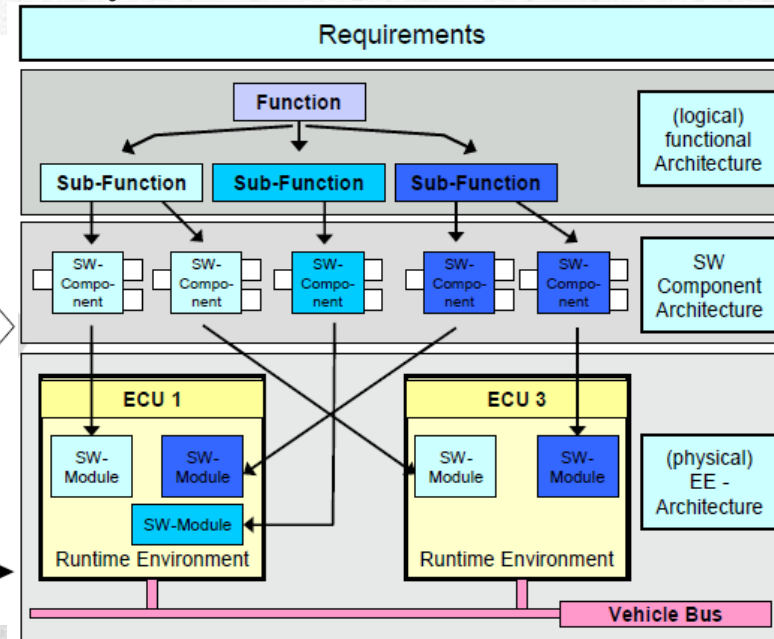 Requirements
Function
(logical)
functional
Architecture
Sub-Function
Sub-Function
Sub-Function
SW-
Compo-
nent
SW-
Compo-
nent
SW-
Compo-
nent
SW-
Compo-
nent
SW-
Compo-
nent
SW
Component
Architecture
ECU 1
ECU 3
SW-
Module
SW-
Module
SW-
Module
SW-
Module
(physical)
EE -
Architecture
SW-Module
Runtime Environment
Runtime Environment
Vehicle Bus